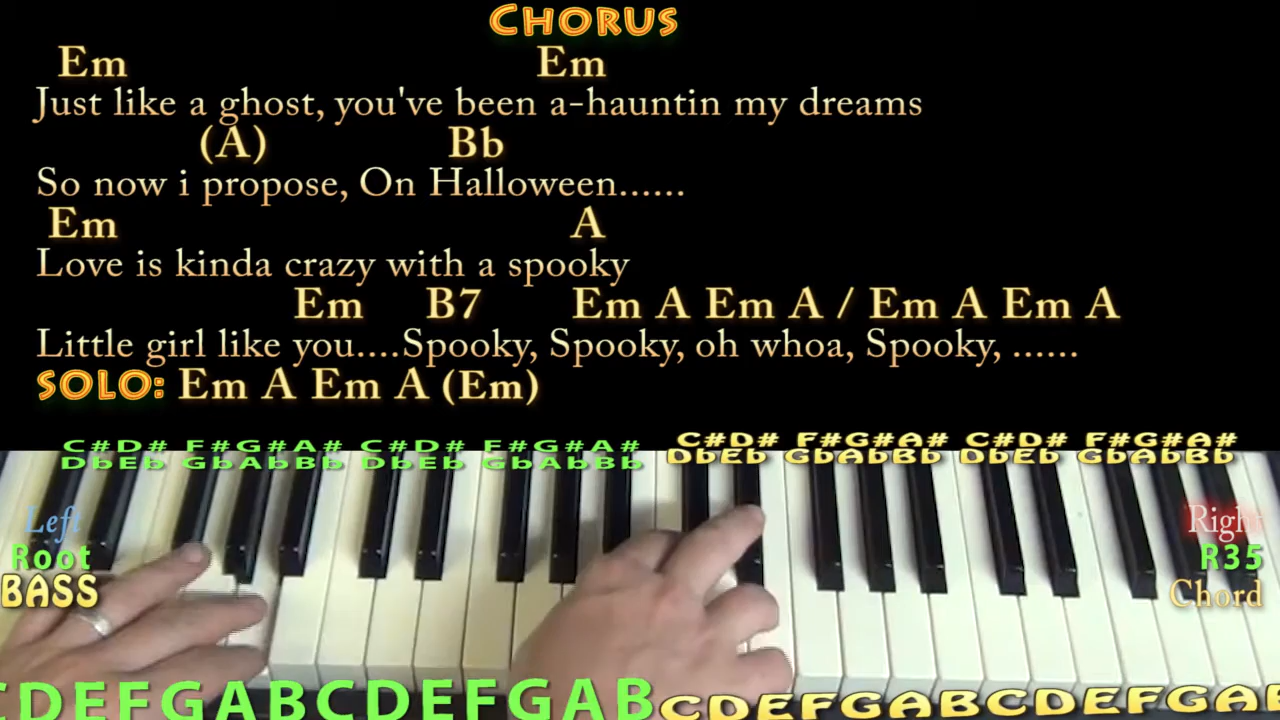 CHORUS
Em Em
Just like a ghost, you've been a-hauntin my dreams
(A) Bb
So now i propose, On Halloween......
Em A
Love is kinda crazy with a spooky
Em B7 Em A Em A / Em A Em A
Little girl like you....Spooky, Spooky, oh whoa, Spooky, ......
SOLO: Em A Em A (Em)
C#D# F#G#A# C#D# F#G#A# C#D# F#G#A# C#D# F#G#A#
DbEb GbAbBb DbEb GbAbBb DbEb GbAbBb DbEb GbAbBb
Left Right
Root R35
BASS Chord
CDEFGABCDEFGAB CDEFGABCDEFGAB